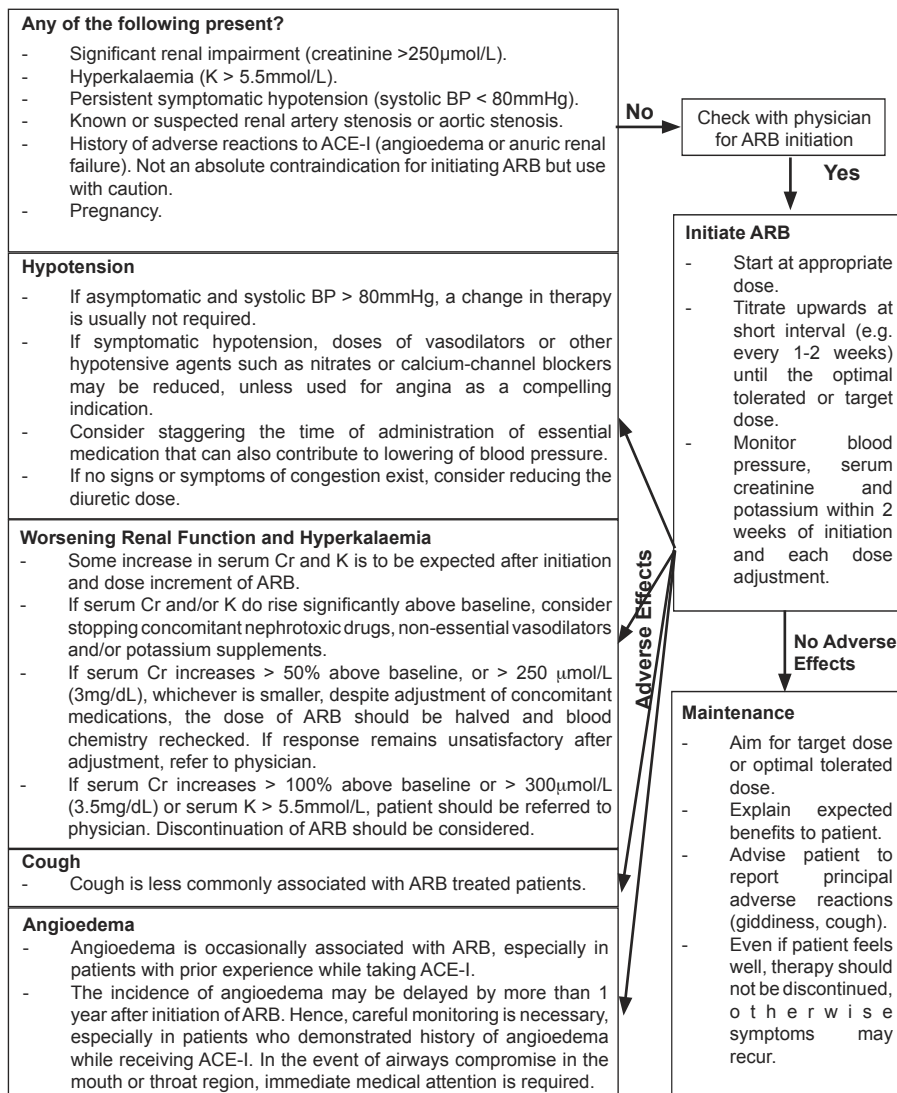 Any of the following present?
- Significant renal impairment (creatinine >250µmol/L).
- Hyperkalaemia (K > 5.5mmol/L).
- Persistent symptomatic hypotension (systolic BP < 80mmHg).
- Known or suspected renal artery stenosis or aortic stenosis.
- History of adverse reactions to ACE-I (angioedema or anuric renal
failure). Not an absolute contraindication for initiating ARB but use
with caution.
- Pregnancy.
No
Check with physician
for ARB initiation
Yes
Initiate ARB
- Start at appropriate
dose.
- Titrate upwards at
short interval (e.g.
every 1-2 weeks)
until the optimal
tolerated or target
dose.
- Monitor blood
pressure, serum
creatinine and
potassium within 2
weeks of initiation
and each dose
adjustment.
Adverse Effects
No Adverse
Effects
Hypotension
- If asymptomatic and systolic BP > 80mmHg, a change in therapy
is usually not required.
- If symptomatic hypotension, doses of vasodilators or other
hypotensive agents such as nitrates or calcium-channel blockers
may be reduced, unless used for angina as a compelling
indication.
- Consider staggering the time of administration of essential
medication that can also contribute to lowering of blood pressure.
- If no signs or symptoms of congestion exist, consider reducing the
diuretic dose.
Worsening Renal Function and Hyperkalaemia
- Some increase in serum Cr and K is to be expected after initiation
and dose increment of ARB.
- If serum Cr and/or K do rise significantly above baseline, consider
stopping concomitant nephrotoxic drugs, non-essential vasodilators
and/or potassium supplements.
- If serum Cr increases > 50% above baseline, or > 250 µmol/L
(3mg/dL), whichever is smaller, despite adjustment of concomitant
medications, the dose of ARB should be halved and blood
chemistry rechecked. If response remains unsatisfactory after
adjustment, refer to physician.
- If serum Cr increases > 100% above baseline or > 300µmol/L
(3.5mg/dL) or serum K > 5.5mmol/L, patient should be referred to
physician. Discontinuation of ARB should be considered.
Cough
- Cough is less commonly associated with ARB treated patients.
Angioedema
- Angioedema is occasionally associated with ARB, especially in
patients with prior experience while taking ACE-I.
- The incidence of angioedema may be delayed by more than 1
year after initiation of ARB. Hence, careful monitoring is necessary,
especially in patients who demonstrated history of angioedema
while receiving ACE-I. In the event of airways compromise in the
mouth or throat region, immediate medical attention is required.
Maintenance
- Aim for target dose
or optimal tolerated
dose.
- Explain expected
benefits to patient.
- Advise patient to
report principal
adverse reactions
(giddiness, cough).
- Even if patient feels
well, therapy should
not be discontinued,
otherwise
symptoms may
recur.